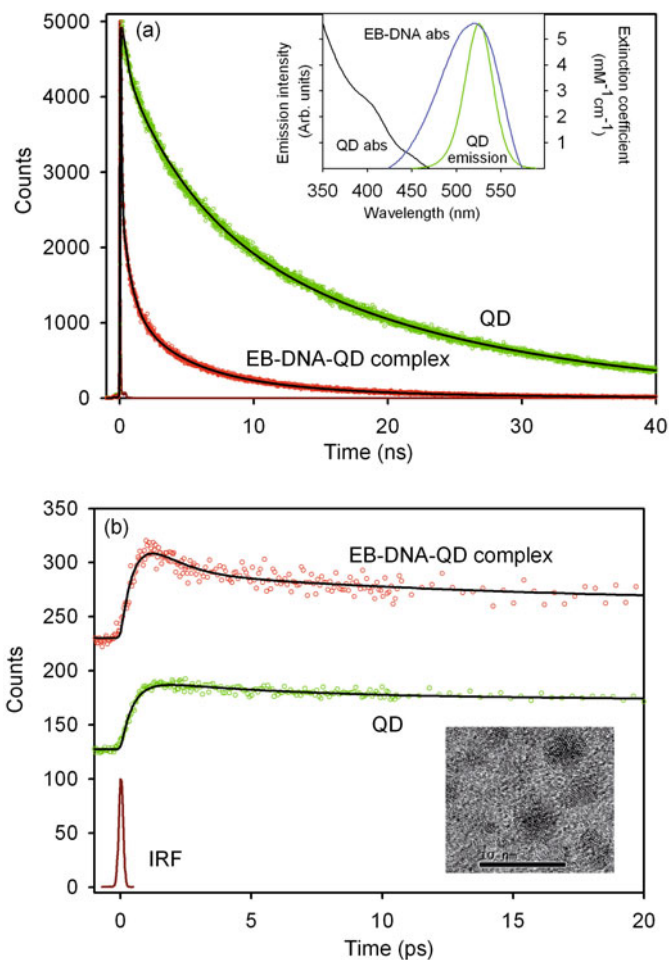 (a)
5000
4000
3000
2000
1000
0
Counts
EB-DNA abs
QD abs
QD
emission
Emission intensity
(Arb. units)
5
4
3
2
1
Extinction coefficient
(mM⁻¹cm⁻¹)
350 400 450 500 550
Wavelength (nm)
QD
EB-DNA-QD complex
0 10 20 30 40
Time (ns)
(b)
350
300
250
200
150
100
50
0
Counts
EB-DNA-QD complex
QD
IRF
10 nm
0 5 10 15 20
Time (ps)